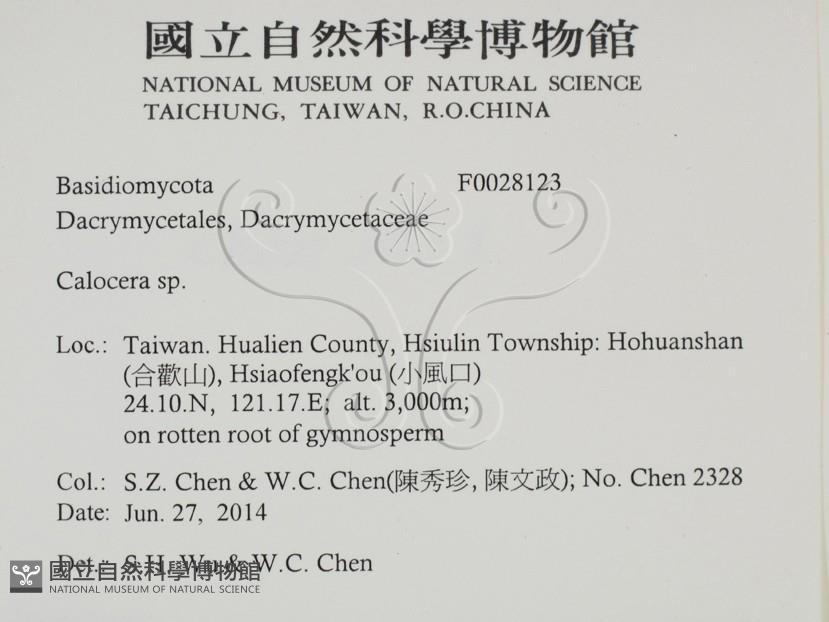 國立自然科學博物館
NATIONAL MUSEUM OF NATURAL SCIENCE
TAICHUNG, TAIWAN, R.O.CHINA
Basidiomycota F0028123
Dacrymycetales, Dacrymycetaceae
Calocera sp.
Loc.: Taiwan. Hualien County, Hsiulin Township: Hohuanshan
(合歡山), Hsiaofengk'ou (小風口)
24.10.N, 121.17.E; alt. 3,000m;
on rotten root of gymnosperm
Col.: S.Z. Chen & W.C. Chen(陳秀珍, 陳文政); No. Chen 2328
Date: Jun. 27, 2014
Det.: S.H. Wu & W.C. Chen
國立自然科學博物館
NATIONAL MUSEUM OF NATURAL SCIENCE